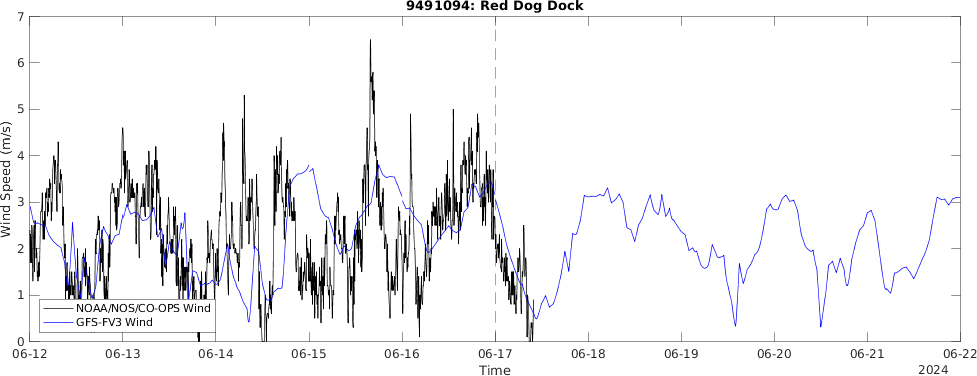 9491094: Red Dog Dock
Wind Speed (m/s)
7
6
5
4
3
2
1
0
NOAA/NOS/CO-OPS Wind
GFS-FV3 Wind
06-12 06-13 06-14 06-15 06-16 06-17 06-18 06-19 06-20 06-21 06-22
Time
2024